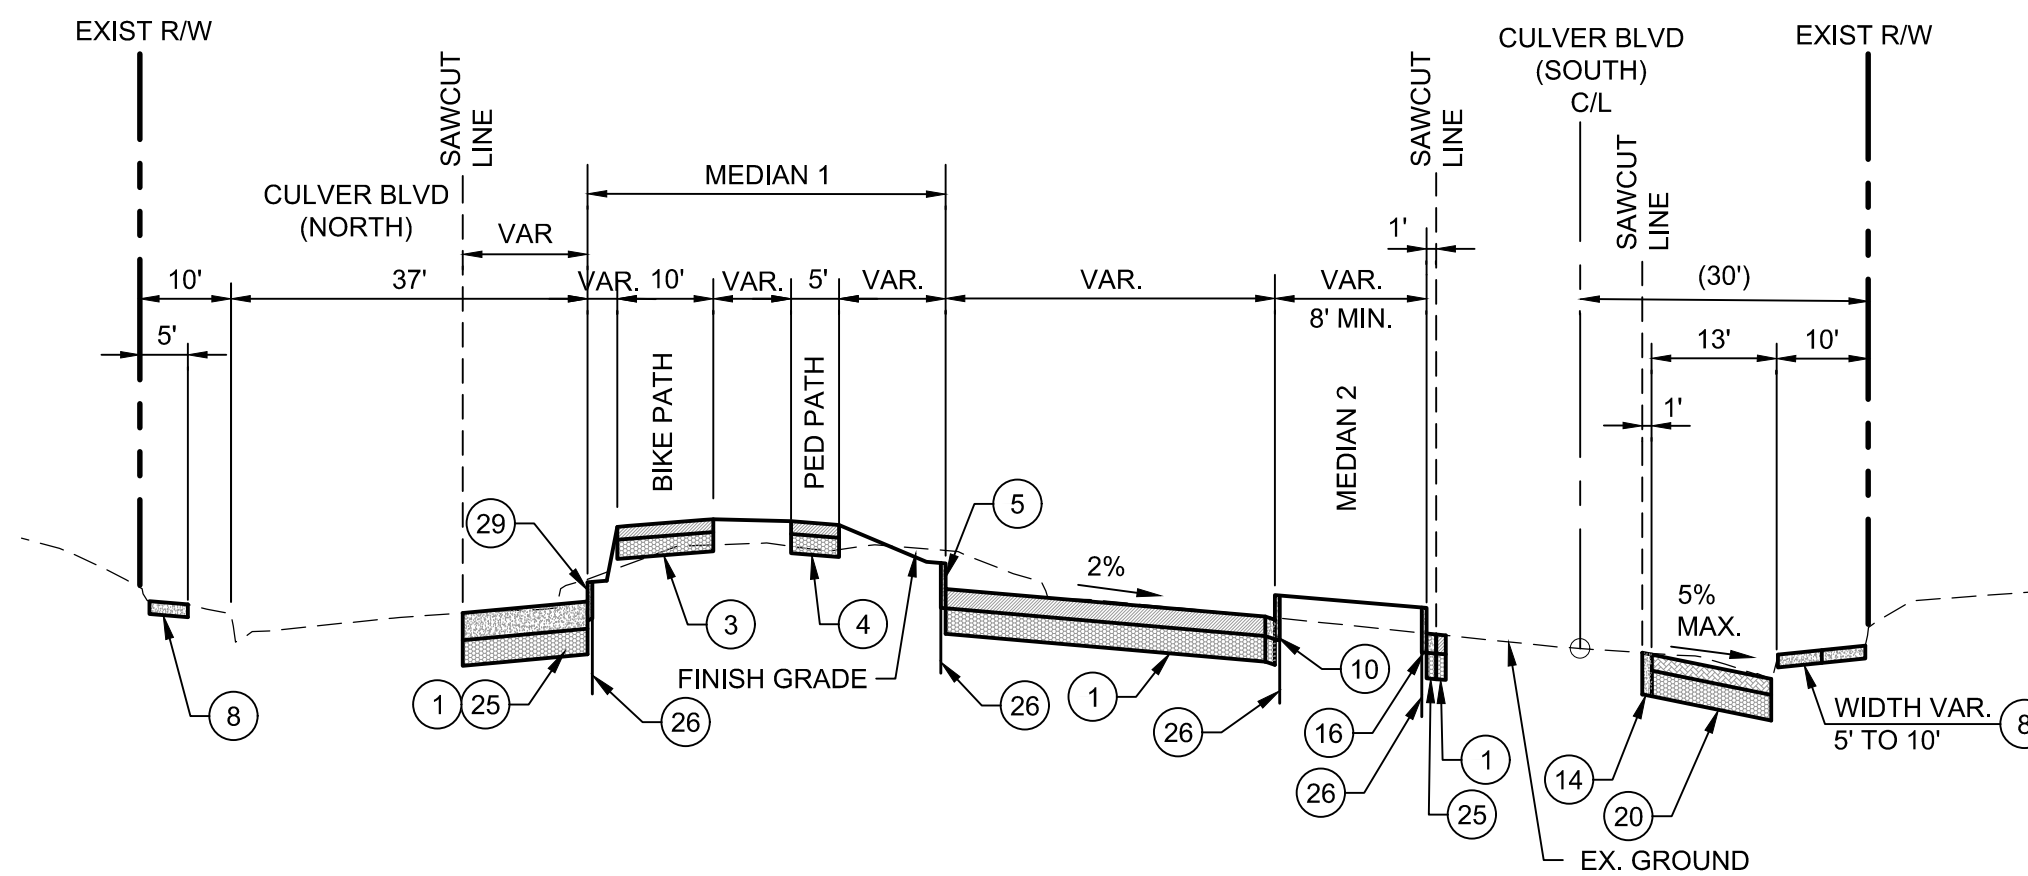 EXIST R/W
SAWCUT
LINE
CULVER BLVD
(NORTH)
VAR
MEDIAN 1
SAWCUT
LINE
CULVER BLVD
(SOUTH)
C/L
SAWCUT
LINE
EXIST R/W
10'
37'
VAR.
10'
VAR.
5'
VAR.
VAR.
VAR.
8' MIN.
1'
(30')
5'
13'
10'
1'
BIKE PATH
PED PATH
MEDIAN 2
29
5
2%
5%
MAX.
3
4
FINISH GRADE
8
1
25
26
26
1
26
10
16
26
1
25
14
20
WIDTH VAR.
5' TO 10'
8
EX. GROUND